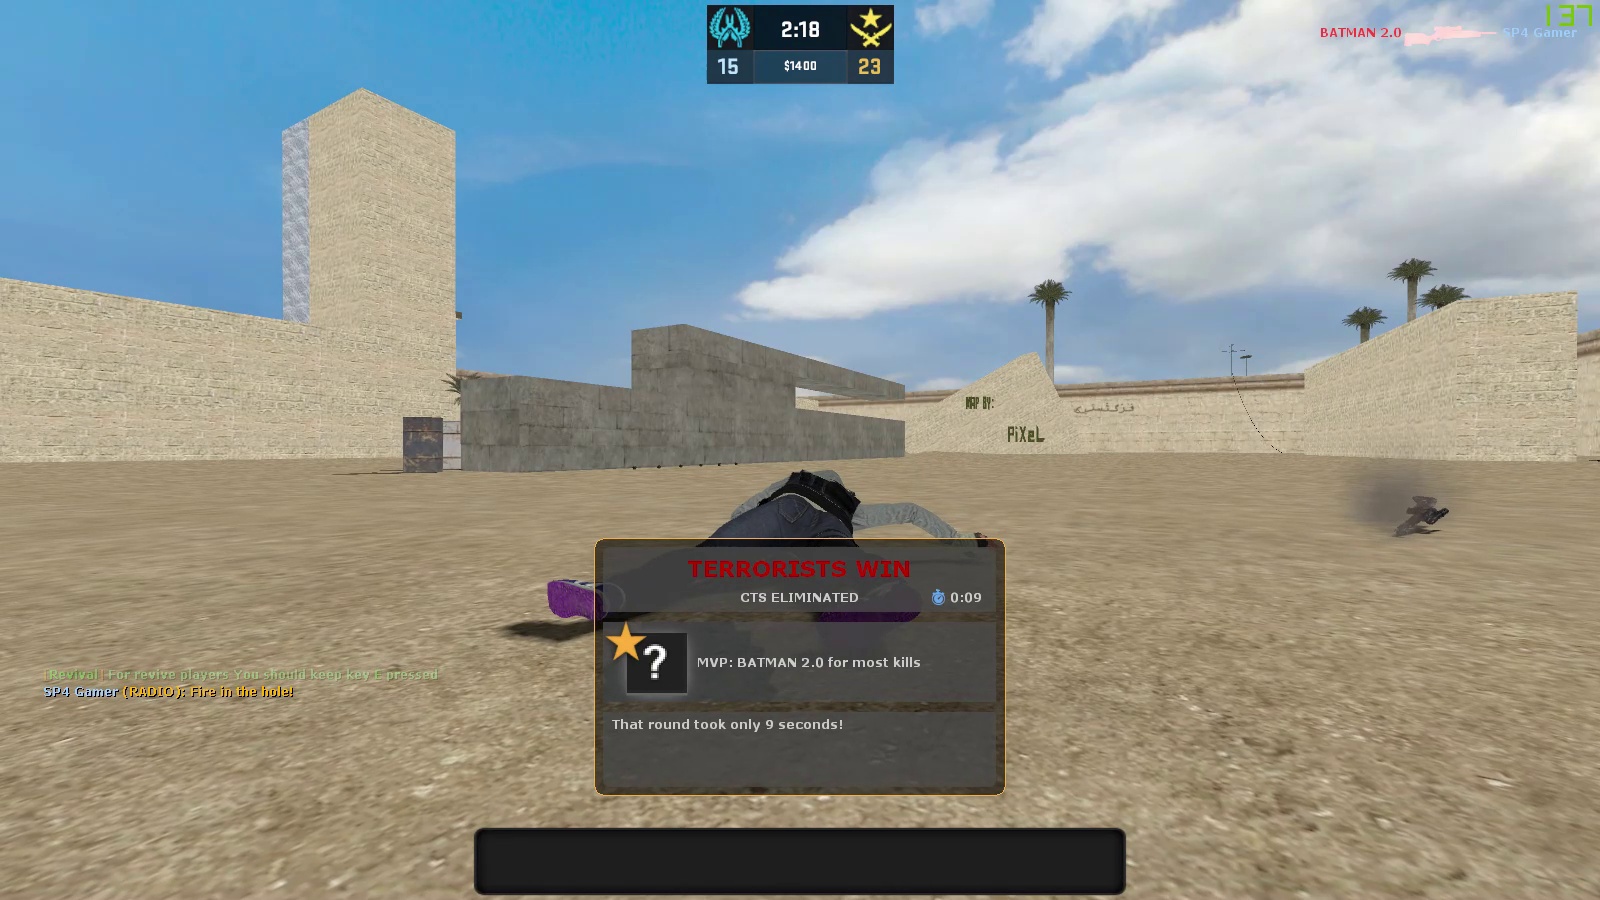 137
2:18
BATMAN 2.0 SP4 Gamer
15 $1400 23
MAP BY:
PiXeL
TERRORISTS WIN
CTS ELIMINATED 0:09
? MVP: BATMAN 2.0 for most kills
[Revival] For revive players You should keep key E pressed
SP4 Gamer (RADIO): Fire in the hole!
That round took only 9 seconds!